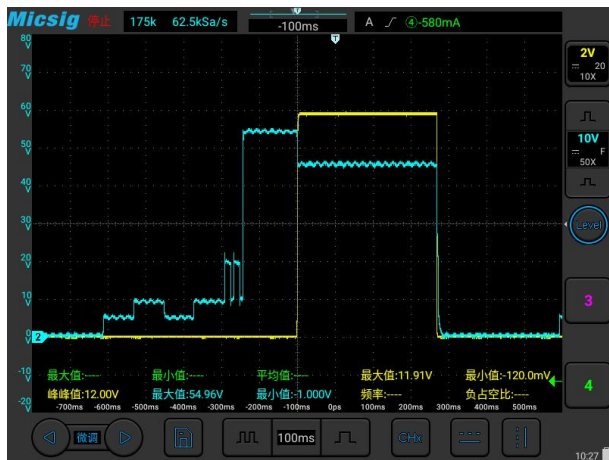 Micsig 停止 175k 62.5kSa/s -100ms A ④-580mA
T
T
80
V
70
V
60
V
50
V
40
V
30
V
20
V
10
V
0
V
2
-10
V
-20
V
2V
20
10X
10V
F
50X
Level
3
4
最大值:---- 最小值:---- 平均值:---- 最大值:11.91V 最小值:-120.0mV
峰峰值:12.00V 最大值:54.96V 最小值:-1.000V 频率:---- 负占空比:----
-700ms -600ms -500ms -400ms -300ms -200ms -100ms 0ps 100ms 200ms 300ms 400ms 500ms
微调 100ms CHx
10:27